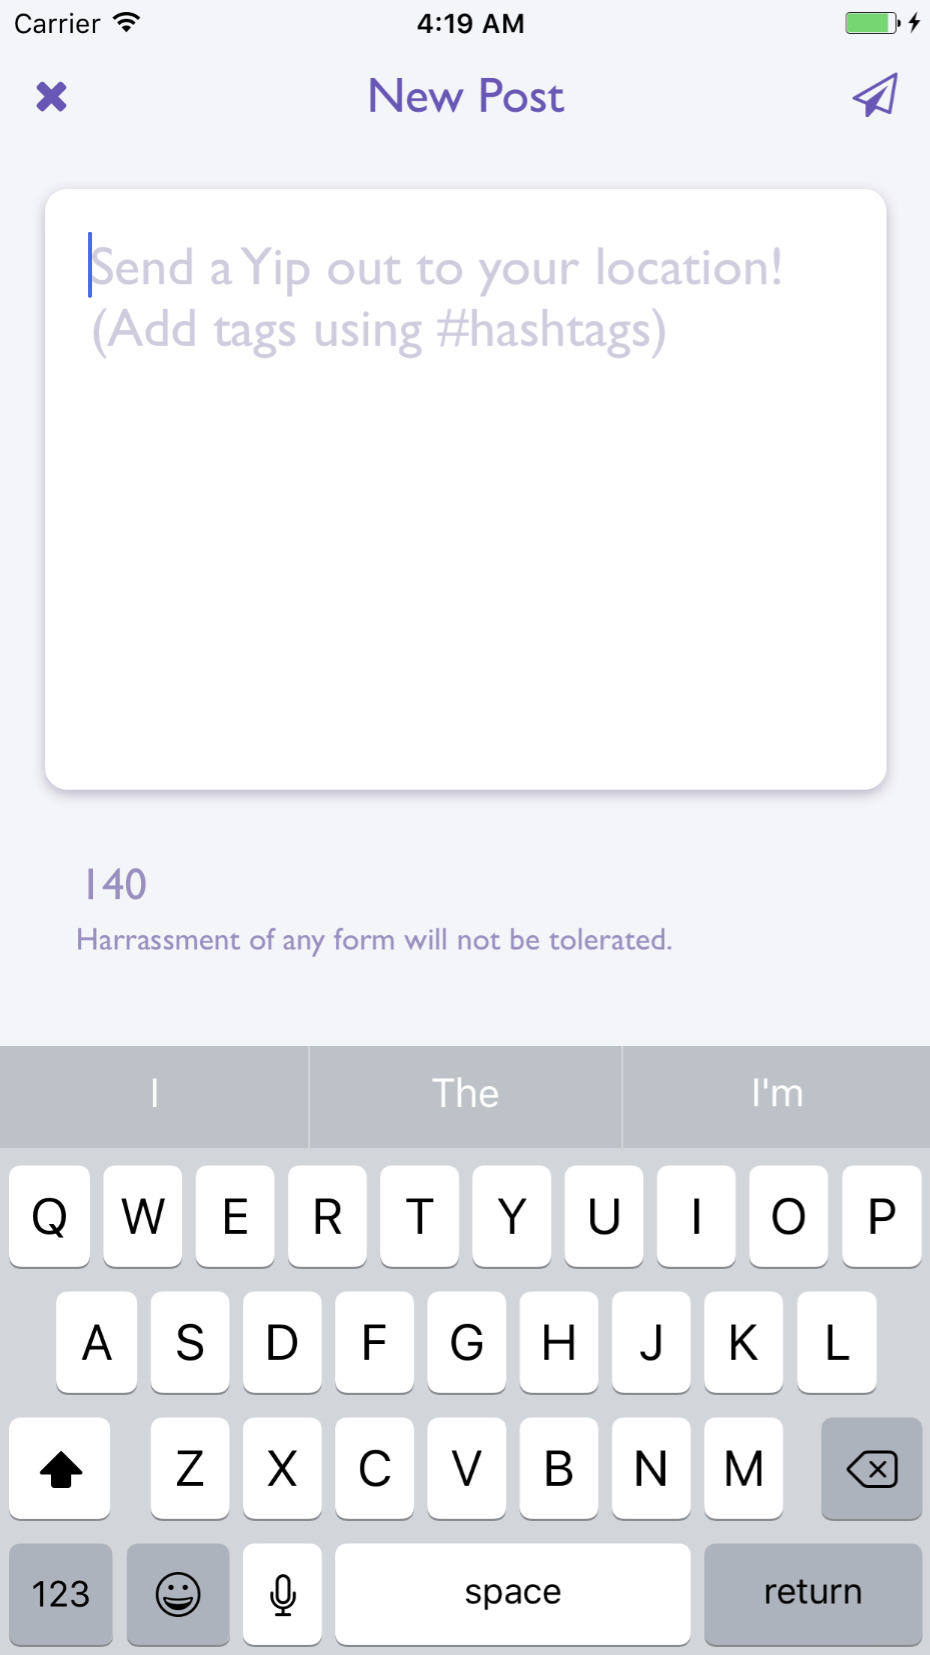 Carrier 4:19 AM
New Post
Send a Yip out to your location!
(Add tags using #hashtags)
140
Harrassment of any form will not be tolerated.
I The I'm
Q W E R T Y U I O P
A S D F G H J K L
Z X C V B N M
123 space return